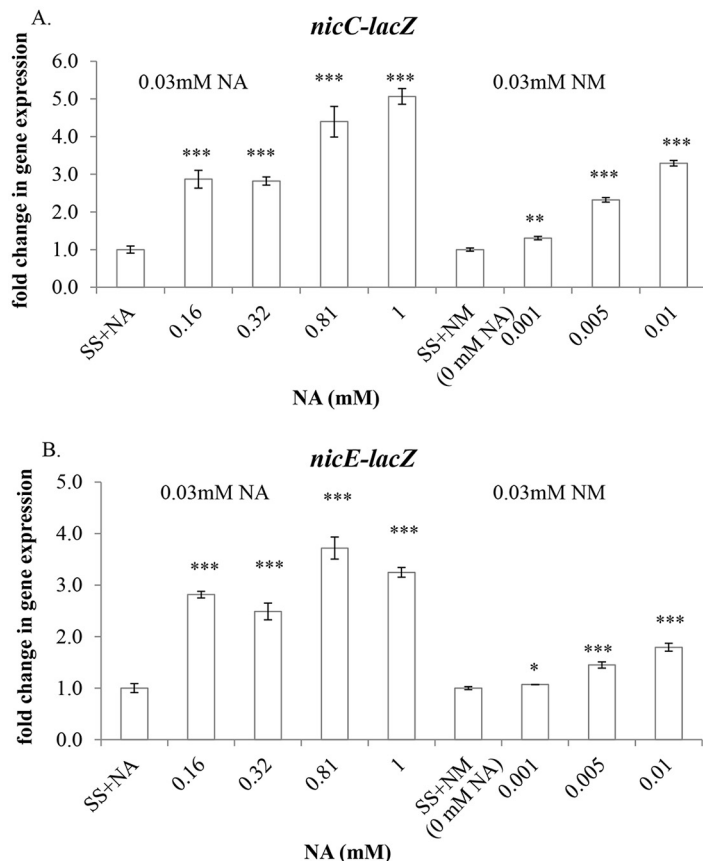 A.
nicC-lacZ
fold change in gene expression
6.0
5.0
4.0
3.0
2.0
1.0
0.0
0.03mM NA
0.03mM NM
***
***
***
***
**
***
***
SS+NA
0.16
0.32
0.81
1
SS+NM
(0 mM NA)
0.001
0.005
0.01
NA (mM)
B.
nicE-lacZ
fold change in gene expression
5.0
4.0
3.0
2.0
1.0
0.0
0.03mM NA
0.03mM NM
***
***
***
***
*
***
***
SS+NA
0.16
0.32
0.81
1
SS+NM
(0 mM NA)
0.001
0.005
0.01
NA (mM)